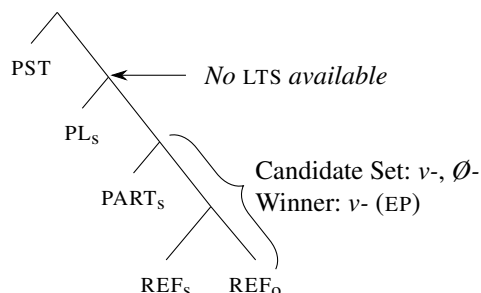 PST
No LTS available
PLs
Candidate Set: v-, Ø-
PARTs
Winner: v- (EP)
REFs REFo